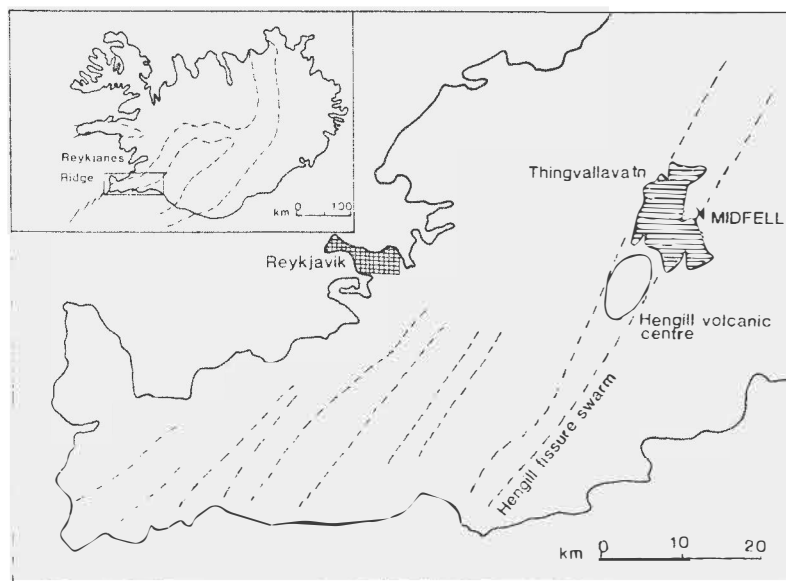 Reykjanes
Ridge
km 0 100
Thingvallavatn
MIDFELL
Reykjavik
Hengill volcanic
centre
Hengill fissure swarm
km 0 10 20